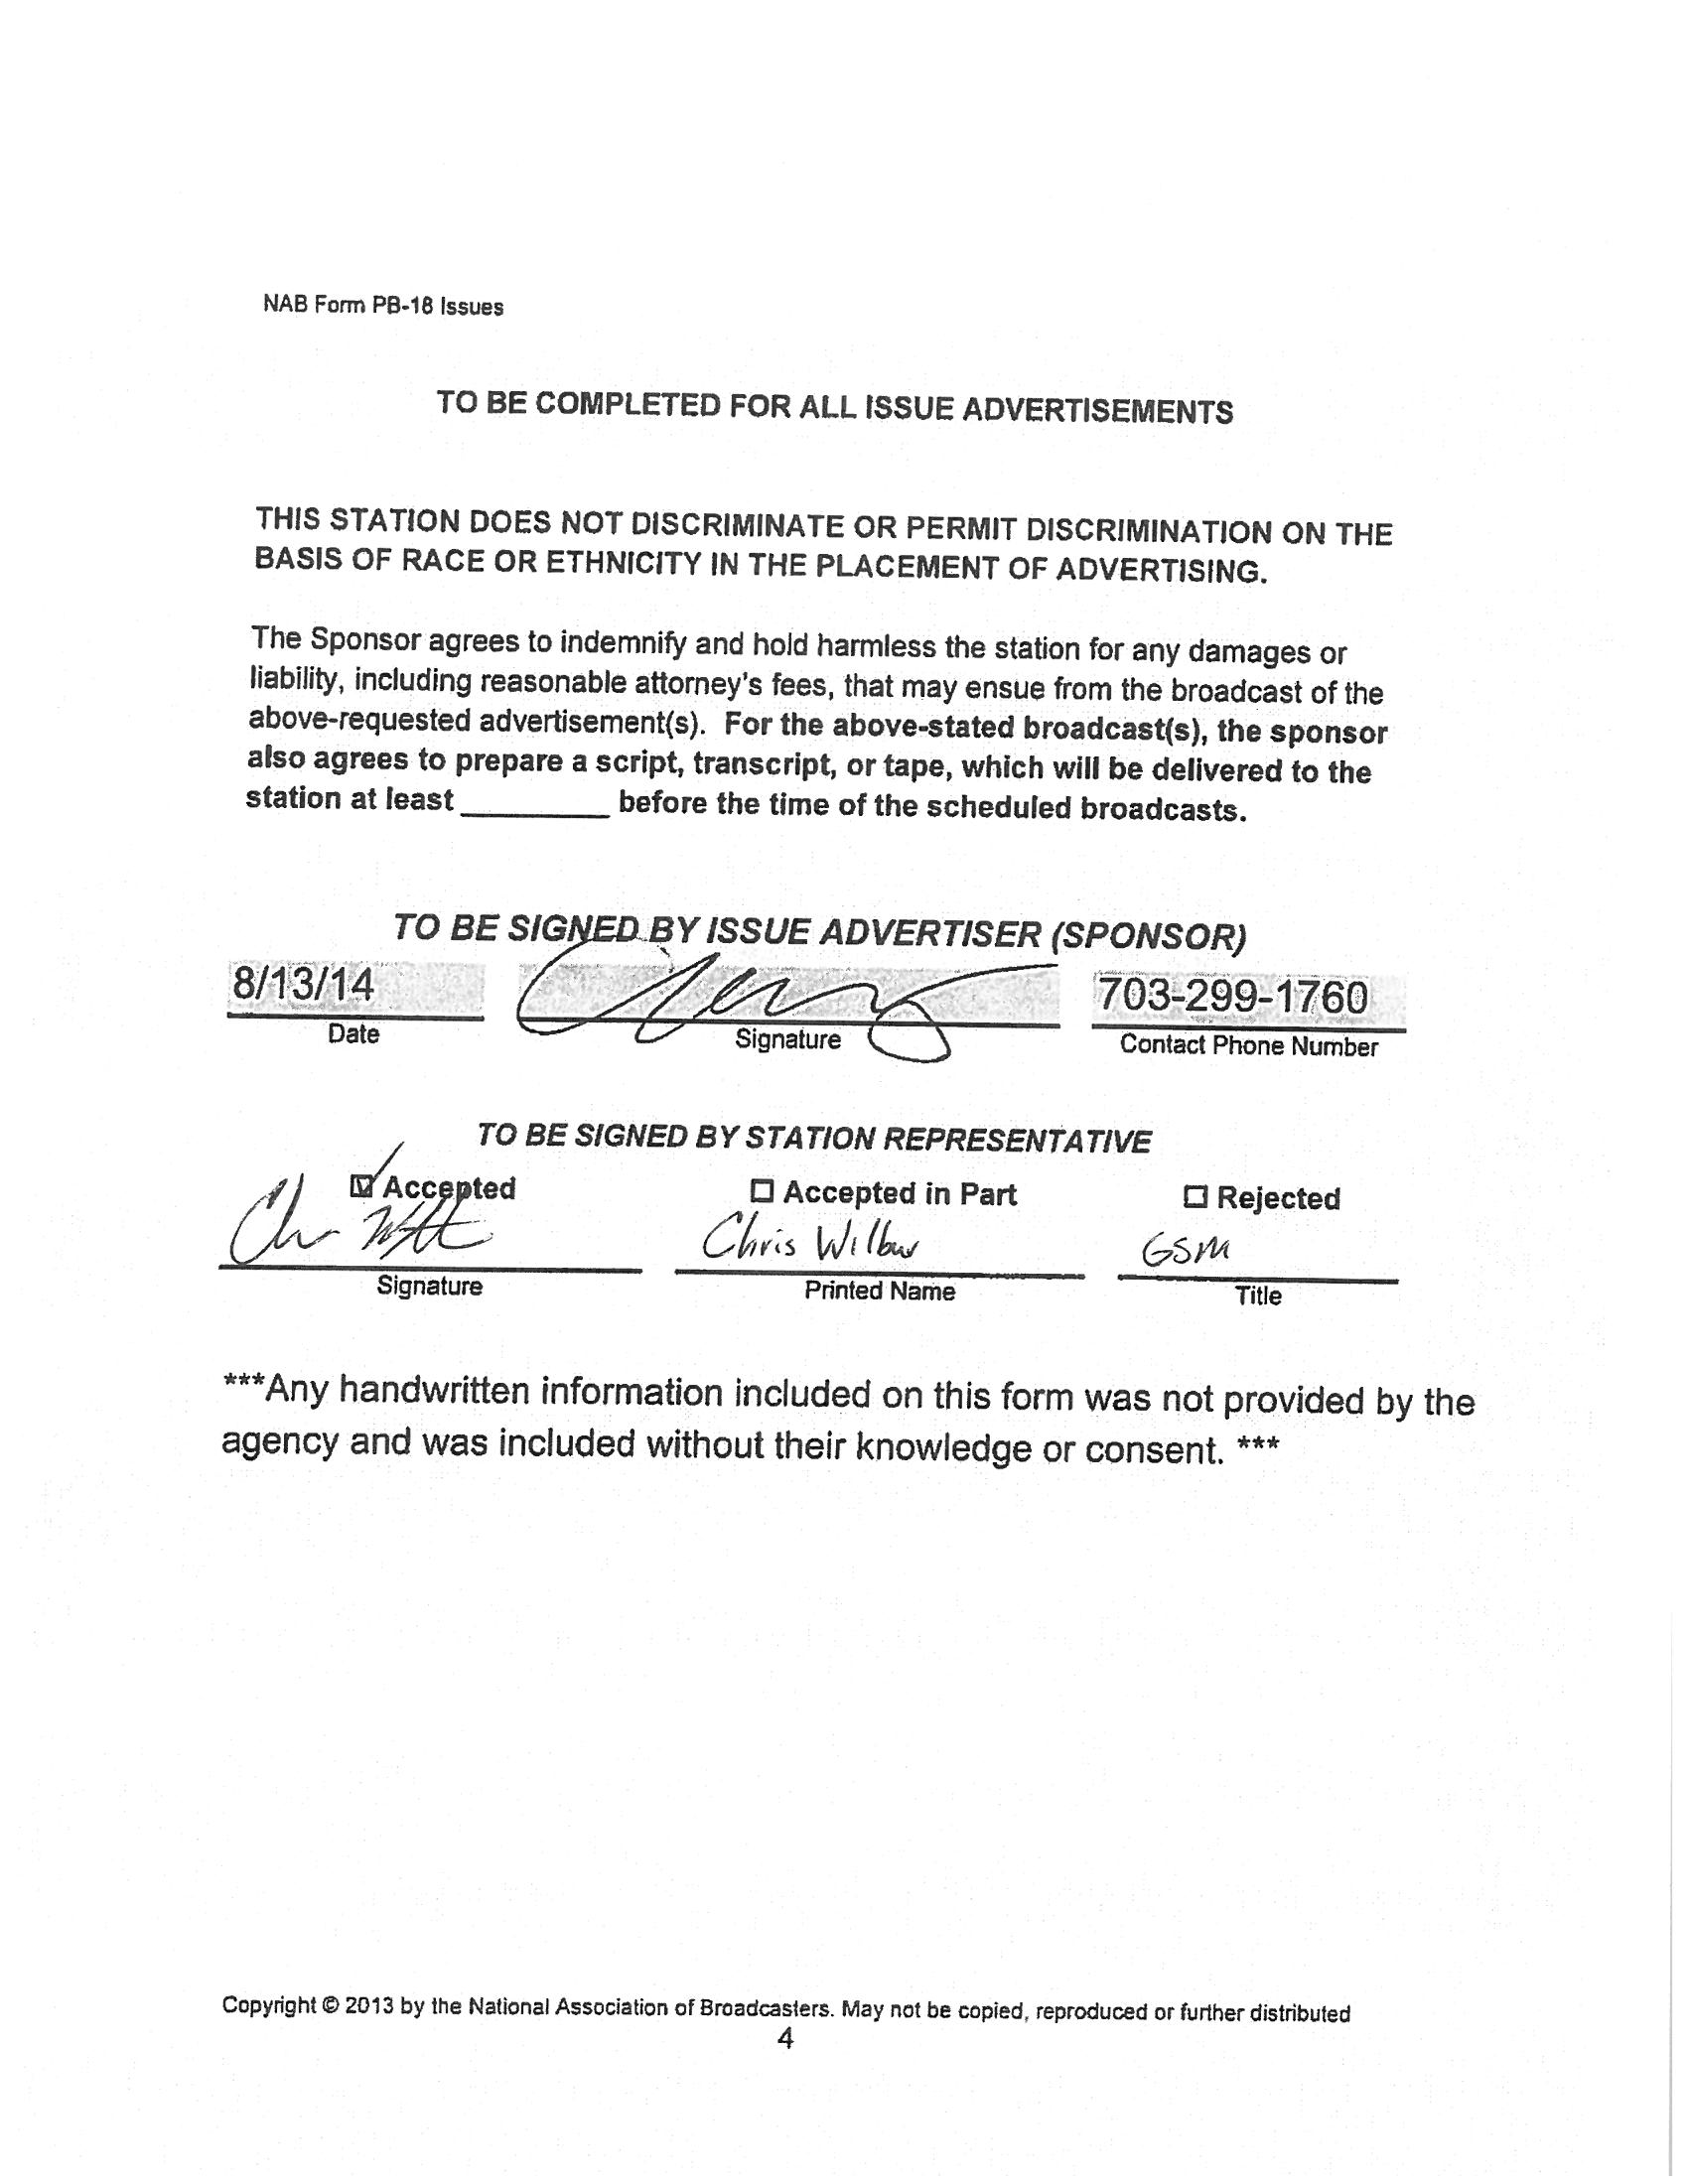 NAB Form PB-18 Issues
TO BE COMPLETED FOR ALL ISSUE ADVERTISEMENTS
THIS STATION DOES NOT DISCRIMINATE OR PERMIT DISCRIMINATION ON THE
BASIS OF RACE OR ETHNICITY IN THE PLACEMENT OF ADVERTISING.
The Sponsor agrees to indemnify and hold harmless the station for any damages or
liability, including reasonable attorney's fees, that may ensue from the broadcast of the
above-requested advertisement(s). For the above-stated broadcast(s), the sponsor
also agrees to prepare a script, transcript, or tape, which will be delivered to the
station at least ________ before the time of the scheduled broadcasts.
TO BE SIGNED BY ISSUE ADVERTISER (SPONSOR)
8/13/14 703-299-1760
Date Signature Contact Phone Number
TO BE SIGNED BY STATION REPRESENTATIVE
☑ Accepted ☐ Accepted in Part ☐ Rejected
Chris Wilbur GSM
Signature Printed Name Title
***Any handwritten information included on this form was not provided by the
agency and was included without their knowledge or consent. ***
Copyright © 2013 by the National Association of Broadcasters. May not be copied, reproduced or further distributed
4